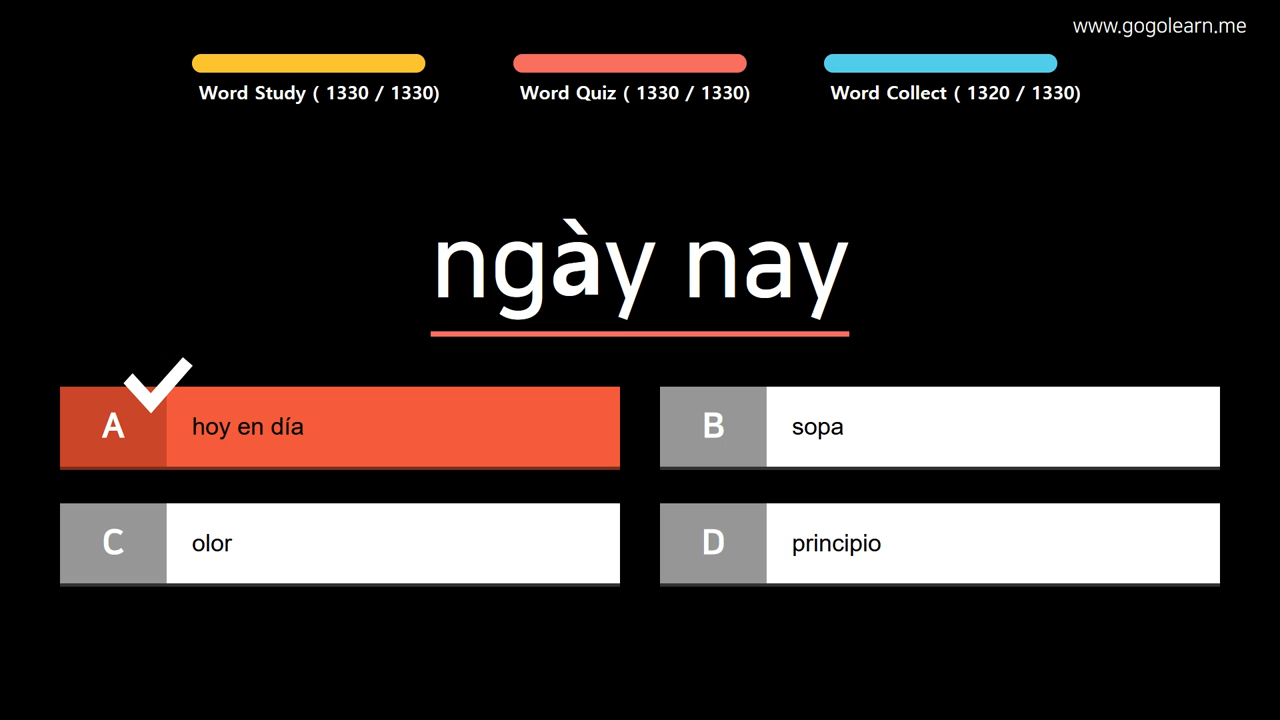 www.gogolearn.me
Word Study ( 1330 / 1330)
Word Quiz ( 1330 / 1330)
Word Collect ( 1320 / 1330)
ngày nay
A hoy en día
B sopa
C olor
D principio